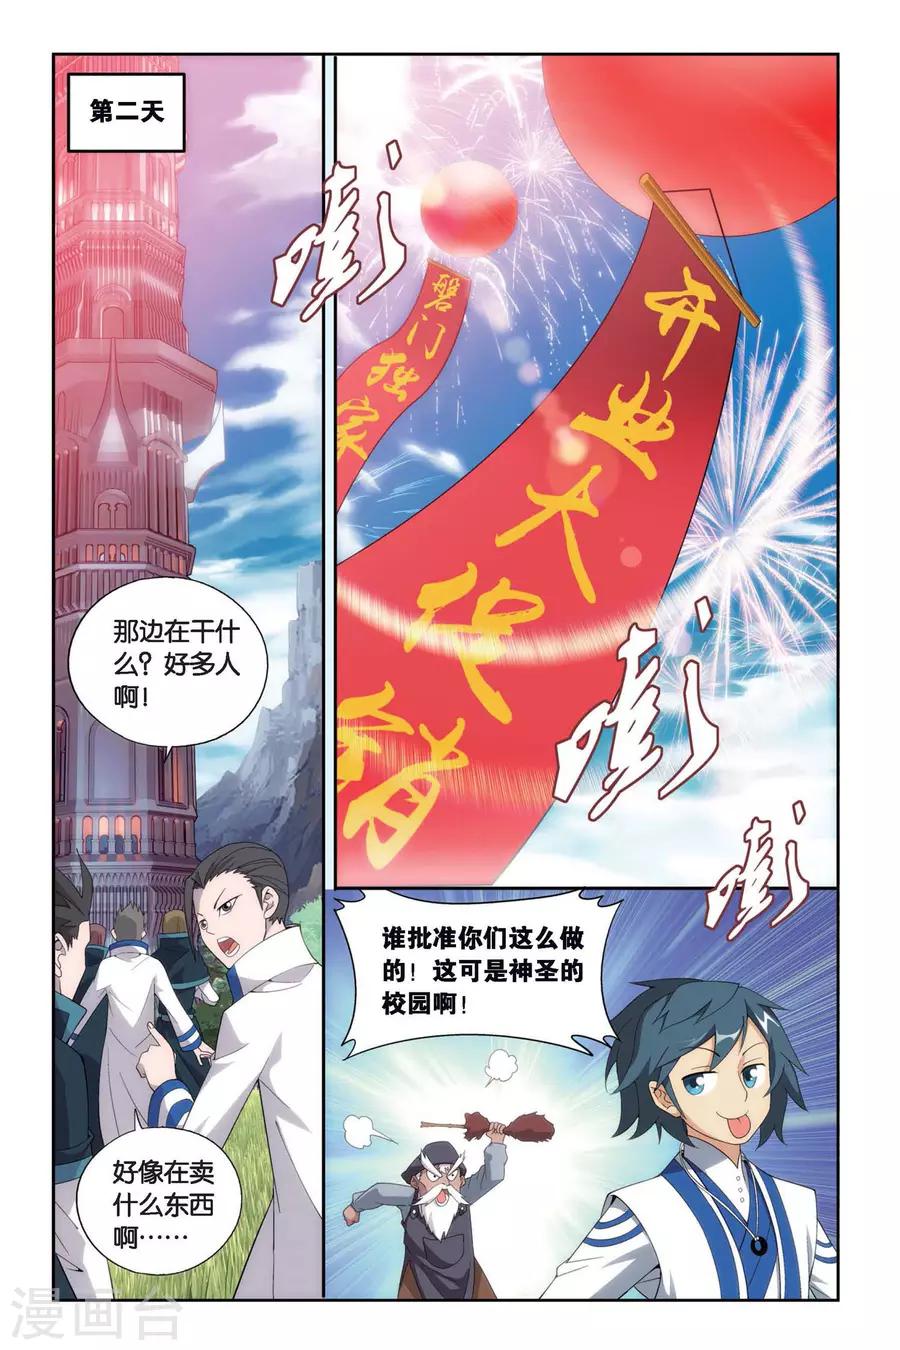 第二天
那边在干什
么？好多人
啊！
好像在卖
什么东西
啊……
嘭
磐门独家
开业大促销
嘭
嘭
谁批准你们这么做
的！这可是神圣的
校园啊！
漫画台